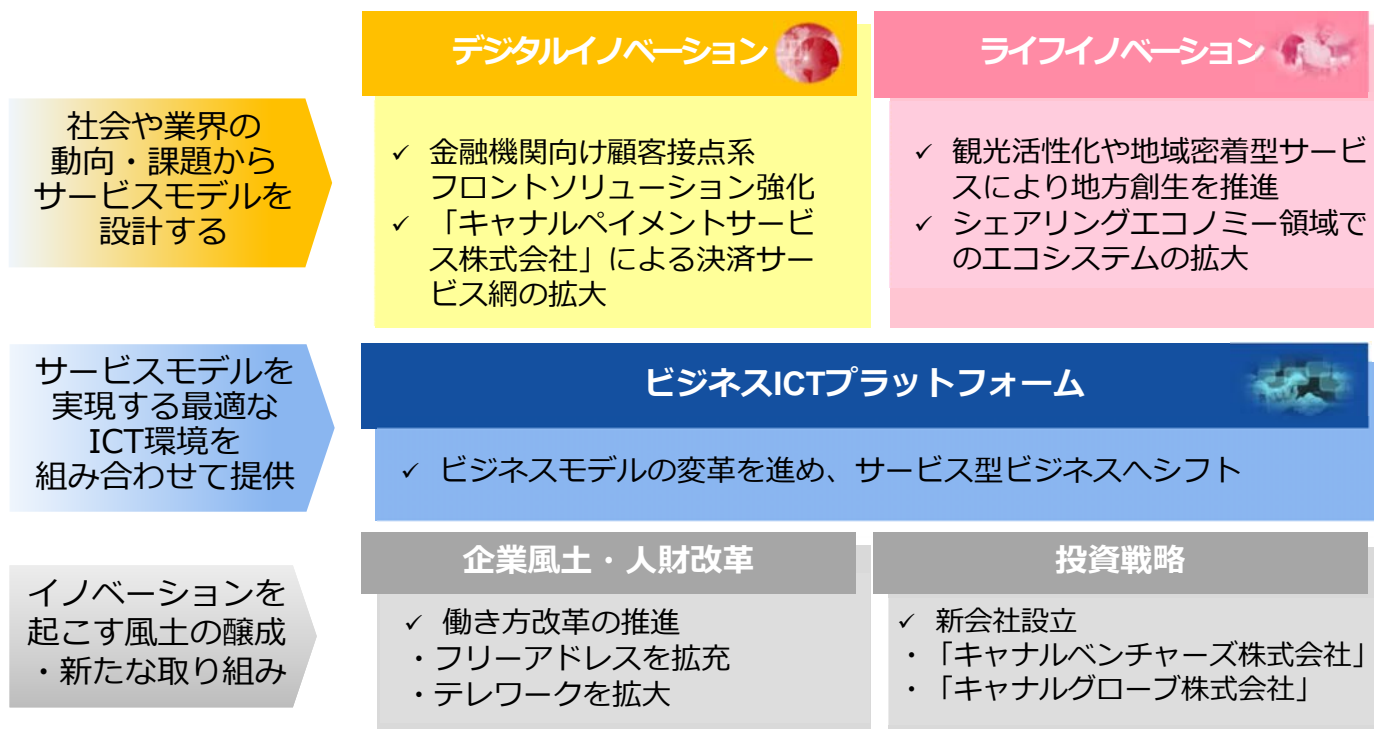 デジタルイノベーション
ライフイノベーション
社会や業界の
動向・課題から
サービスモデルを
設計する
✓ 金融機関向け顧客接点系
フロントソリューション強化
✓ 「キャナルペイメントサービ
ス株式会社」による決済サー
ビス網の拡大
✓ 観光活性化や地域密着型サービ
スにより地方創生を推進
✓ シェアリングエコノミー領域で
のエコシステムの拡大
サービスモデルを
実現する最適な
ICT環境を
組み合わせて提供
ビジネスICTプラットフォーム
✓ ビジネスモデルの変革を進め、サービス型ビジネスへシフト
イノベーションを
起こす風土の醸成
・新たな取り組み
企業風土・人財改革
✓ 働き方改革の推進
・フリーアドレスを拡充
・テレワークを拡大
投資戦略
✓ 新会社設立
・「キャナルベンチャーズ株式会社」
・「キャナルグローブ株式会社」